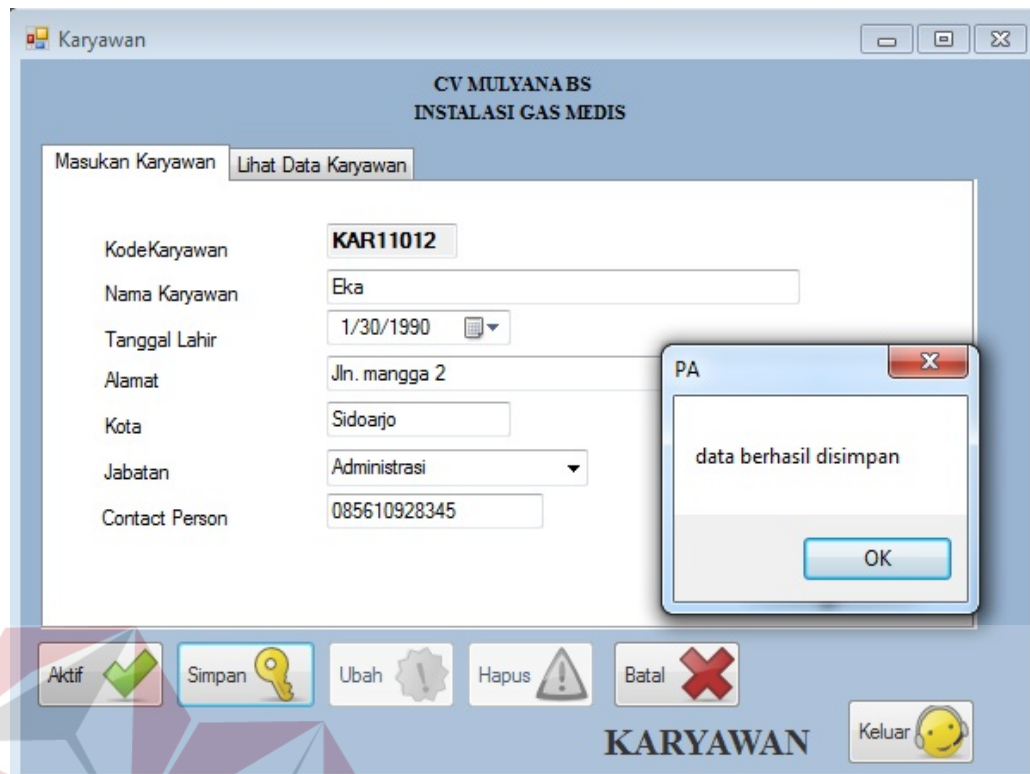 Karyawan
CV MULYANA BS
INSTALASI GAS MEDIS
Masukan Karyawan Lihat Data Karyawan
KodeKaryawan KAR11012
Nama Karyawan Eka
Tanggal Lahir 1/30/1990
Alamat Jln. mangga 2
Kota Sidoarjo
Jabatan Administrasi
Contact Person 085610928345
PA
data berhasil disimpan
OK
Aktif Simpan Ubah Hapus Batal
KARYAWAN Keluar